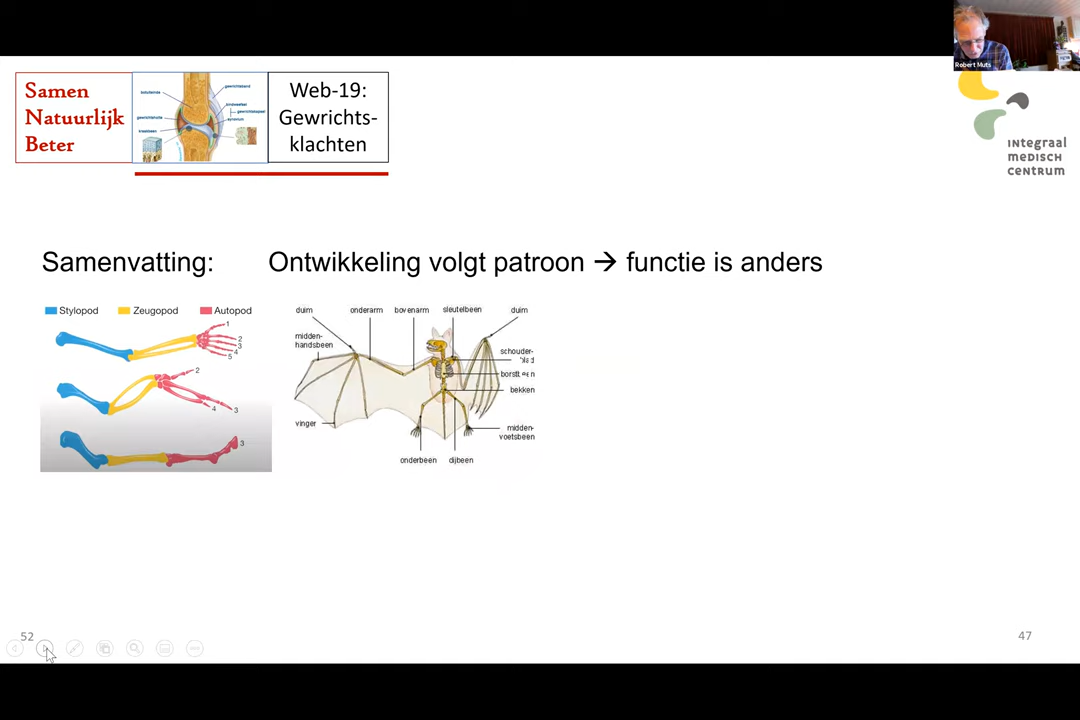 Robert Muts
Samen
Natuurlijk
Beter
Web-19:
Gewrichts-
klachten
integraal
medisch
centrum
Samenvatting: Ontwikkeling volgt patroon → functie is anders
Stylopod Zeugopod Autopod
1
2
3
4
5
2
4
3
3
duim onderarm bovenarm sleutelbeen duim
midden-
handsbeen
schouder-
bekken
vinger
midden-
voetsbeen
onderbeen dijbeen
52
47